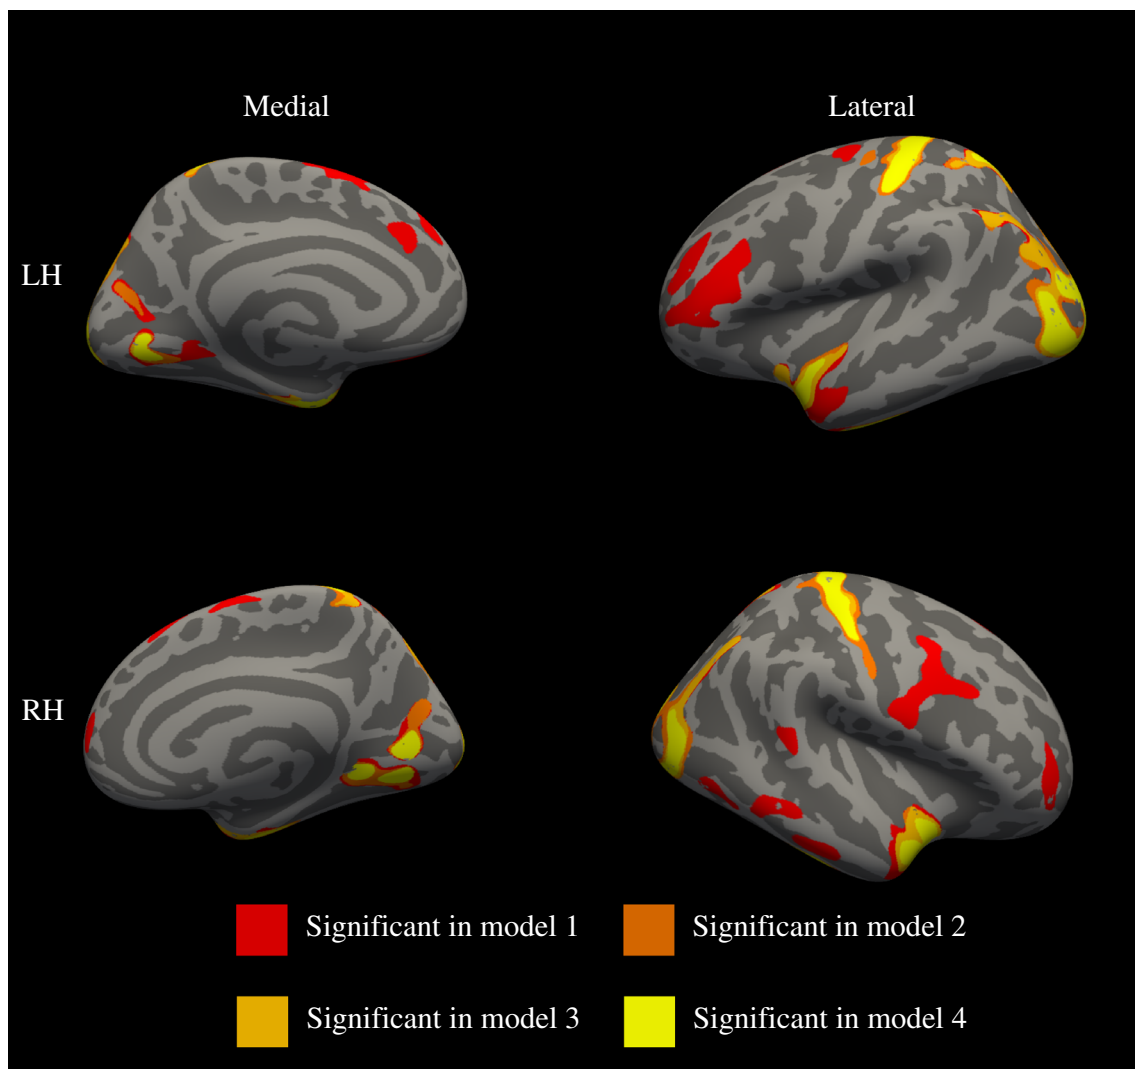 Medial
Lateral
LH
RH
Significant in model 1
Significant in model 2
Significant in model 3
Significant in model 4